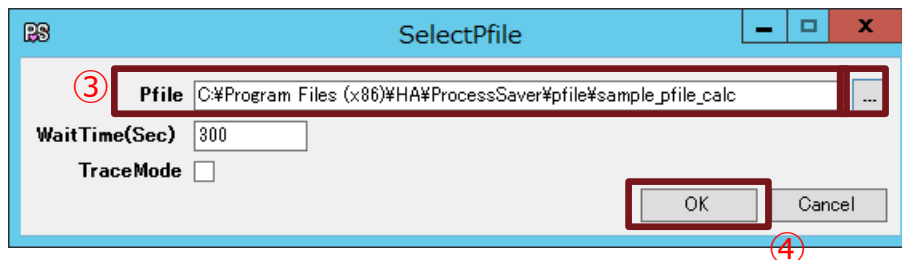 PS
SelectPfile
③ Pfile C:¥Program Files (x86)¥HA¥ProcessSaver¥pfile¥sample_pfile_calc ...
WaitTime(Sec) 300
TraceMode
OK Cancel
④